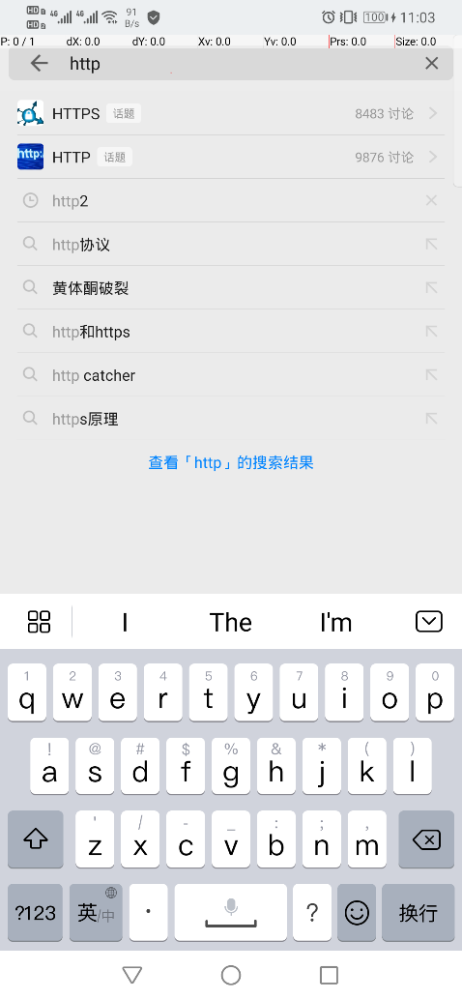 HD 1 4G 4G 91 B/s 100 11:03
HD 2
P: 0 / 1 dX: 0.0 dY: 0.0 Xv: 0.0 Yv: 0.0 Prs: 0.0 Size: 0.0
http
HTTPS 话题 8483 讨论
HTTP 话题 9876 讨论
http2
http协议
黄体酮破裂
http和https
http catcher
https原理
查看「http」的搜索结果
I The I'm
1 2 3 4 5 6 7 8 9 0
q w e r t y u i o p
! @ # $ % & * ( )
a s d f g h j k l
' / - _ : ; ,
z x c v b n m
?123 英/中 · ? 换行